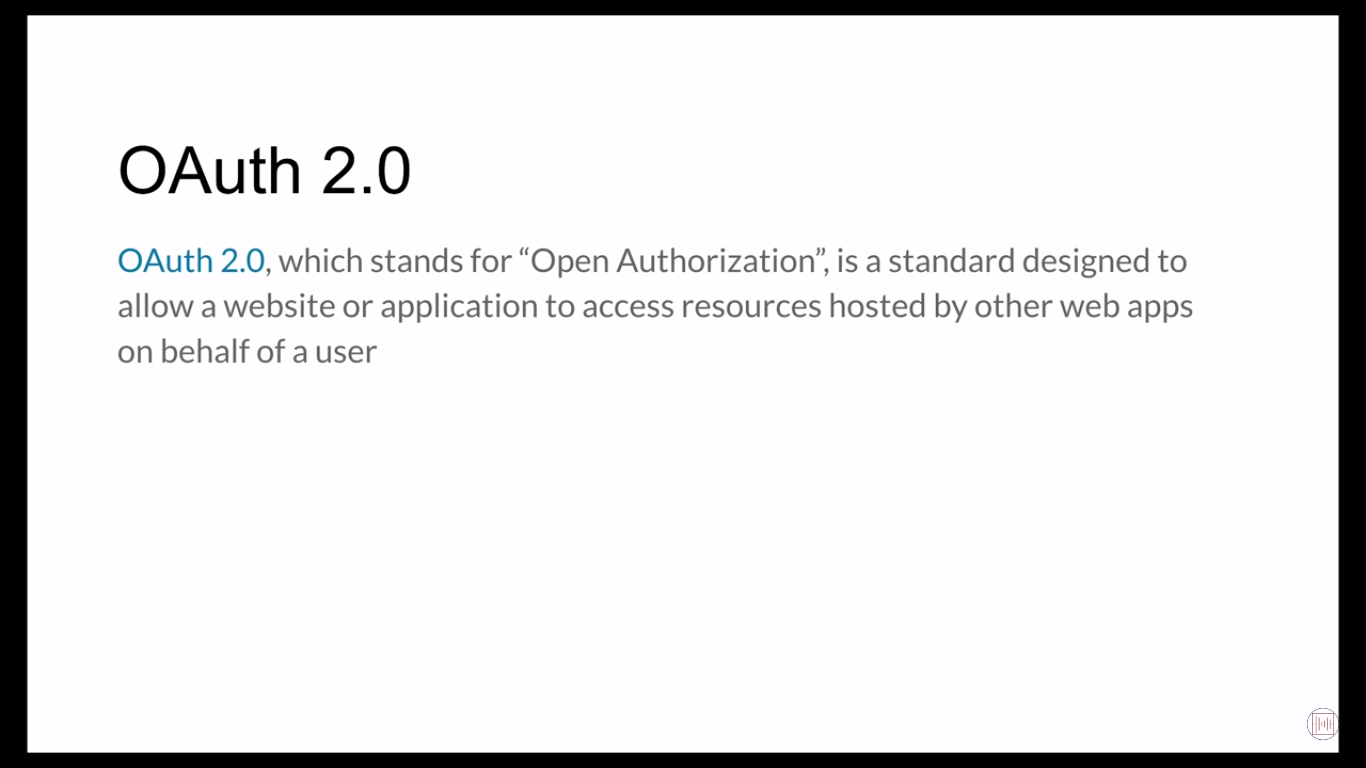 OAuth 2.0
OAuth 2.0, which stands for “Open Authorization”, is a standard designed to
allow a website or application to access resources hosted by other web apps
on behalf of a user